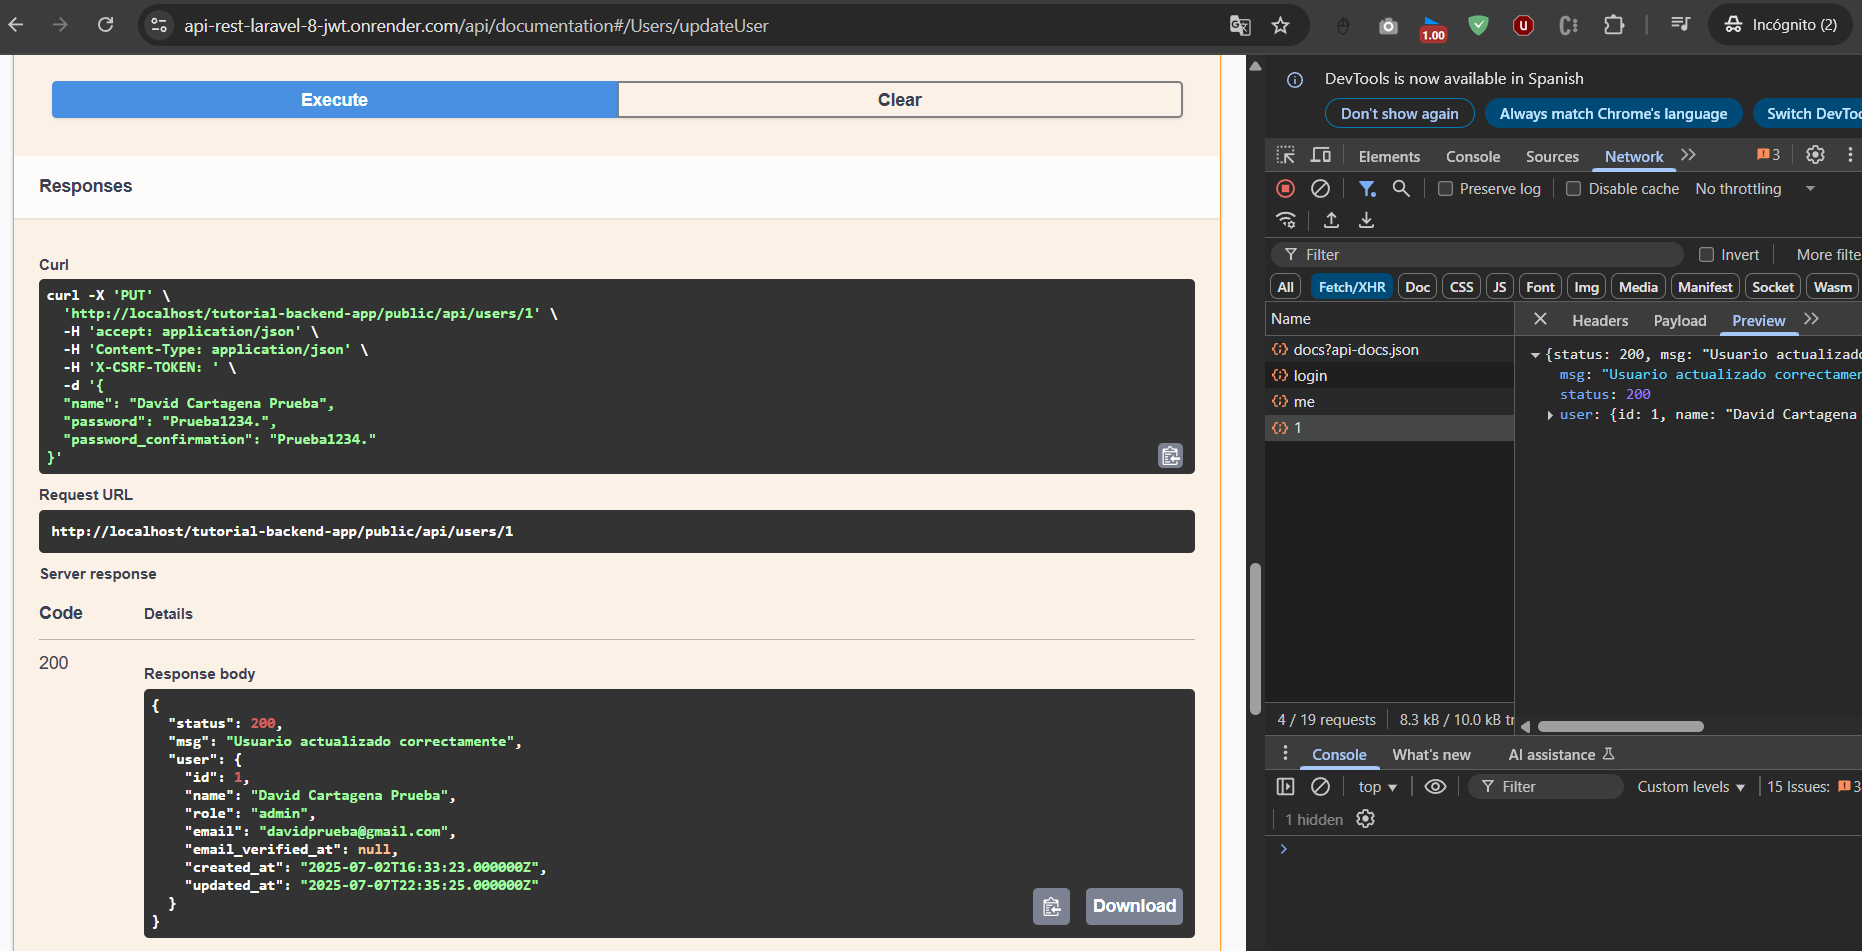 api-rest-laravel-8-jwt.onrender.com/api/documentation#/Users/updateUser
1.00
Incógnito (2)
Execute
Clear
Responses
Curl
curl -X 'PUT' \
'http://localhost/tutorial-backend-app/public/api/users/1' \
-H 'accept: application/json' \
-H 'Content-Type: application/json' \
-H 'X-CSRF-TOKEN: ' \
-d '{
"name": "David Cartagena Prueba",
"password": "Prueba1234.",
"password_confirmation": "Prueba1234."
}'
Request URL
http://localhost/tutorial-backend-app/public/api/users/1
Server response
Code Details
200
Response body
{
"status": 200,
"msg": "Usuario actualizado correctamente",
"user": {
"id": 1,
"name": "David Cartagena Prueba",
"role": "admin",
"email": "davidprueba@gmail.com",
"email_verified_at": null,
"created_at": "2025-07-02T16:33:23.000000Z",
"updated_at": "2025-07-07T22:35:25.000000Z"
}
}
Download
DevTools is now available in Spanish
Don't show again Always match Chrome's language Switch DevToo
Elements Console Sources Network 3
Preserve log Disable cache No throttling
Filter Invert More filte
All Fetch/XHR Doc CSS JS Font Img Media Manifest Socket Wasm
Name
docs?api-docs.json
login
me
1
Headers Payload Preview
{status: 200, msg: "Usuario actualizado
msg: "Usuario actualizado correctamen
status: 200
user: {id: 1, name: "David Cartagena
4 / 19 requests 8.3 kB / 10.0 kB tr
Console What's new AI assistance
top Filter Custom levels 15 Issues: 3
1 hidden